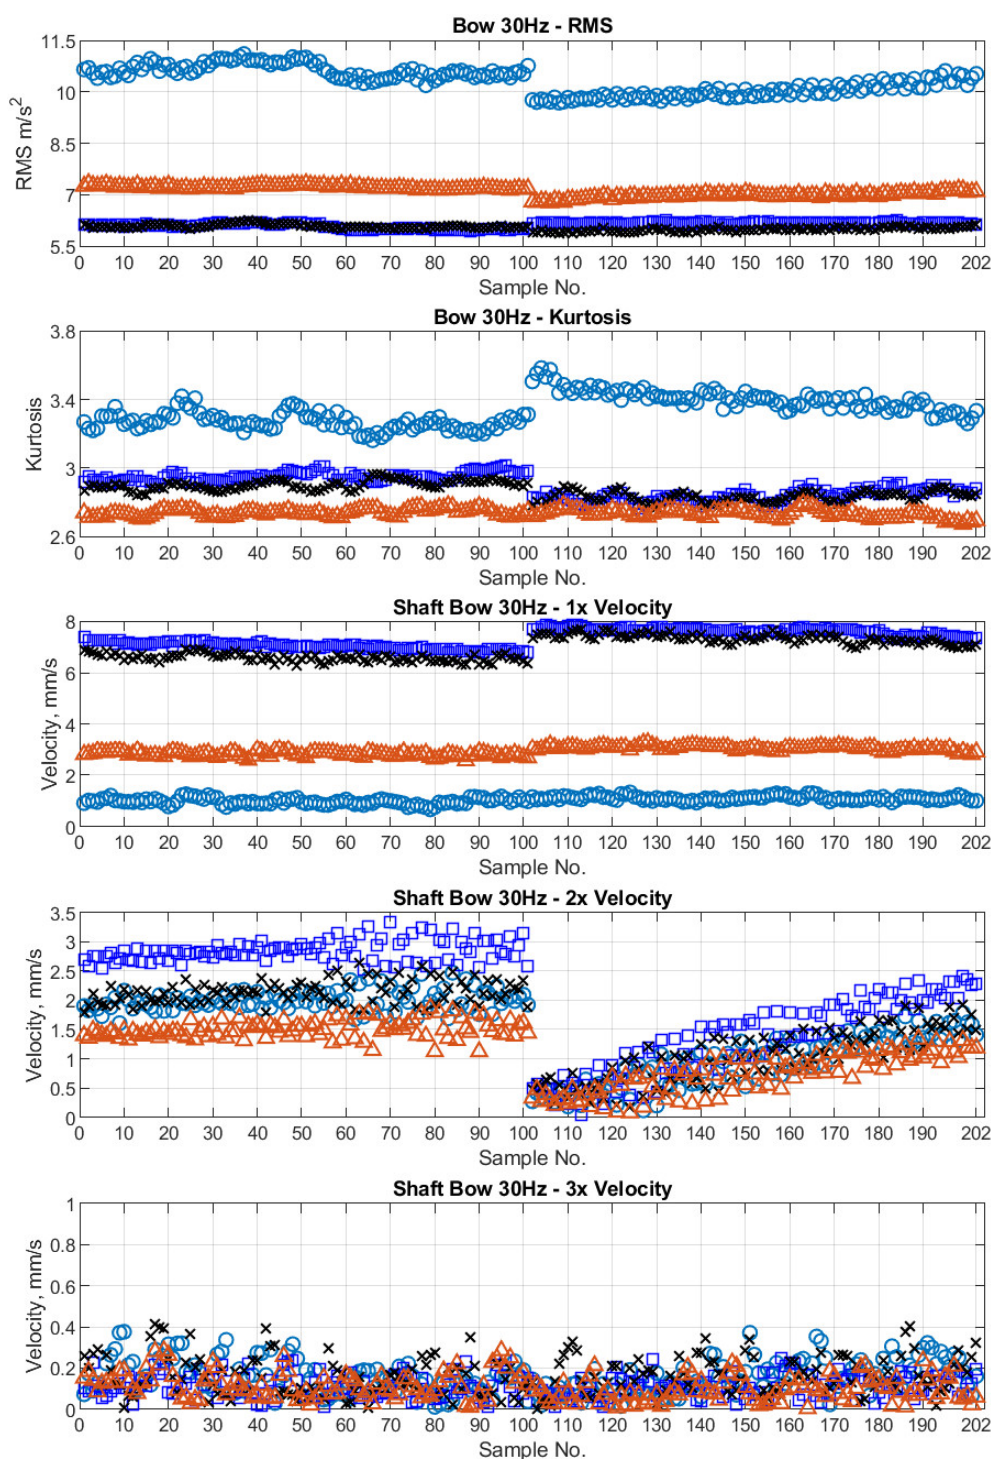 Bow 30Hz - RMS
RMS m/s²
11.5
10
8.5
7
5.5
0 10 20 30 40 50 60 70 80 90 100 110 120 130 140 150 160 170 180 190 202
Sample No.
Bow 30Hz - Kurtosis
Kurtosis
3.8
3.4
3
2.6
0 10 20 30 40 50 60 70 80 90 100 110 120 130 140 150 160 170 180 190 202
Sample No.
Shaft Bow 30Hz - 1x Velocity
Velocity, mm/s
8
6
4
2
0
0 10 20 30 40 50 60 70 80 90 100 110 120 130 140 150 160 170 180 190 202
Sample No.
Shaft Bow 30Hz - 2x Velocity
Velocity, mm/s
3.5
3
2.5
2
1.5
1
0.5
0
0 10 20 30 40 50 60 70 80 90 100 110 120 130 140 150 160 170 180 190 202
Sample No.
Shaft Bow 30Hz - 3x Velocity
Velocity, mm/s
1
0.8
0.6
0.4
0.2
0
0 10 20 30 40 50 60 70 80 90 100 110 120 130 140 150 160 170 180 190 202
Sample No.